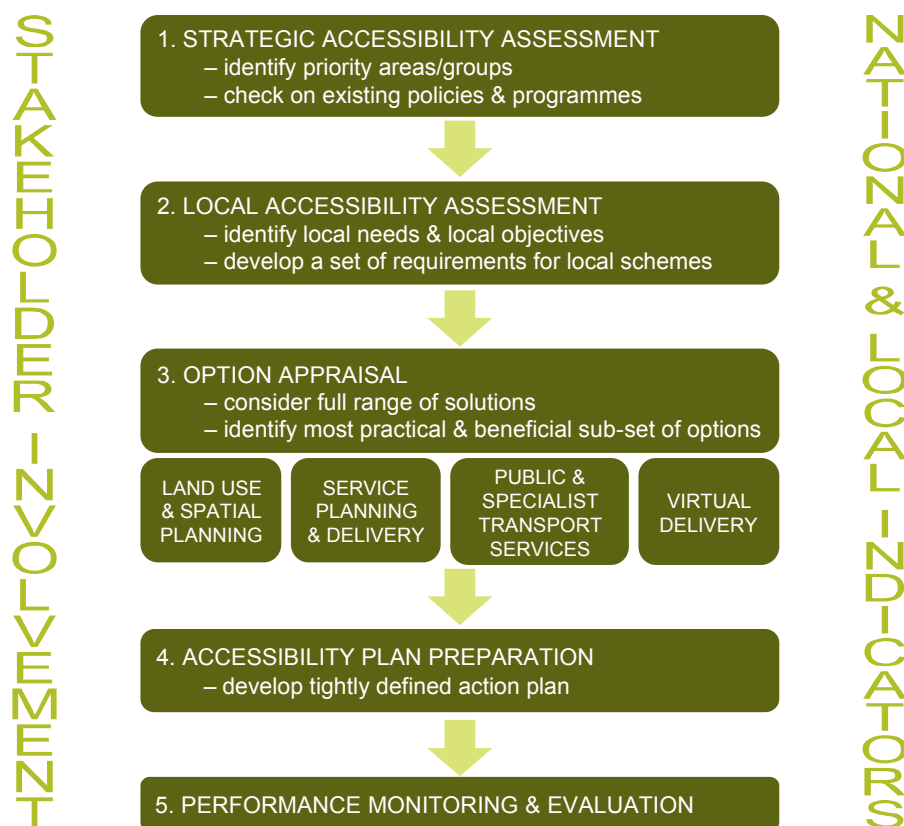 STAKEHOLDER INVOLVEMENT
1. STRATEGIC ACCESSIBILITY ASSESSMENT
– identify priority areas/groups
– check on existing policies & programmes
2. LOCAL ACCESSIBILITY ASSESSMENT
– identify local needs & local objectives
– develop a set of requirements for local schemes
3. OPTION APPRAISAL
– consider full range of solutions
– identify most practical & beneficial sub-set of options
LAND USE
& SPATIAL
PLANNING
SERVICE
PLANNING
& DELIVERY
PUBLIC &
SPECIALIST
TRANSPORT
SERVICES
VIRTUAL
DELIVERY
4. ACCESSIBILITY PLAN PREPARATION
– develop tightly defined action plan
5. PERFORMANCE MONITORING & EVALUATION
NATIONAL & LOCAL INDICATORS